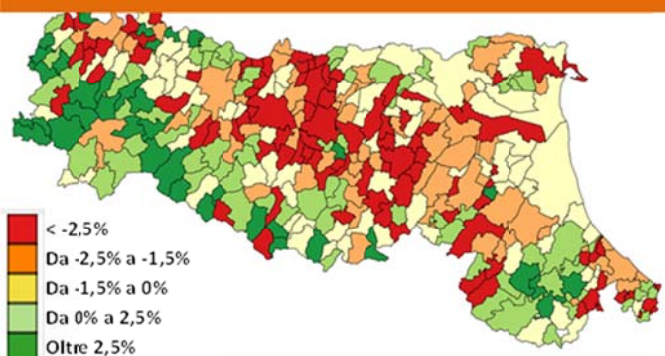 < -2,5%
Da -2,5% a -1,5%
Da -1,5% a 0%
Da 0% a 2,5%
Oltre 2,5%